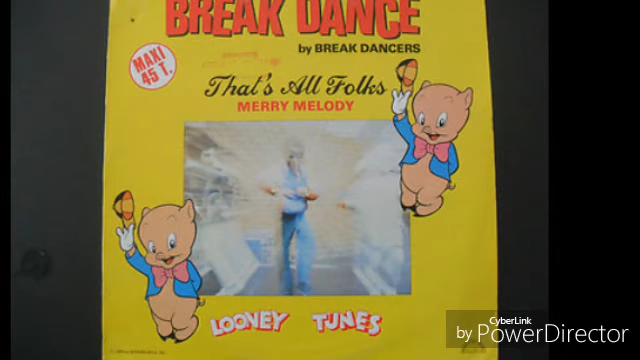 BREAK DANCE
by BREAK DANCERS
MAXI
45 T.
That's All Folks
MERRY MELODY
LOONEY TUNES
CyberLink
by PowerDirector